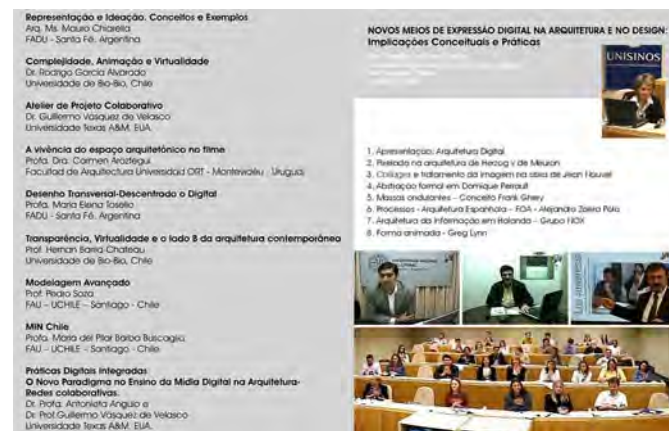 Representação e Ideação. Conceitos e Exemplos
Arq. Ms. Mauro Chiarella
FADU - Santa Fé. Argentina
Complejidade, Animação e Virtualidade
Dr. Rodrigo García Alvarado
Universidade de Bio-Bio, Chile
Atelier de Projeto Colaborativo
Dr. Guillermo Vásquez de Velasco
Universidade Texas A&M, EUA.
A vivência do espaço arquitetônico no filme
Profa. Dra. Carmen Aroztegui
Facultad de Arquitectura Universidad ORT - Montevidéu - Uruguai
Desenho Transversal-Descentrado o Digital
Profa. Maria Elena Tosello
FADU - Santa Fé. Argentina
Transparência, Virtualidade e o lado B da arquitetura contemporânea
Prof. Hernan Barría Chateau
Universidade de Bio-Bio, Chile
Modelagem Avançado
Prof. Pedro Soza
FAU – UCHILE – Santiago - Chile
MIN Chile
Profa. Maria del Pilar Barba Buscaglia
FAU – UCHILE – Santiago - Chile
Práticas Digitais Integradas
O Novo Paradigma no Ensino da Mídia Digital na Arquitetura-
Redes colaborativas.
Dr. Profa. Antonieta Angulo e
Dr. Prof.Guillermo Vásquez de Velasco
Universidade Texas A&M, EUA.
NOVOS MEIOS DE EXPRESSÃO DIGITAL NA ARQUITETURA E NO DESIGN:
Implicações Conceituais e Práticas
UNISINOS
1. Apresentação: Arquitetura Digital
2. Pixelada na arquitetura de Herzog y de Meuron
3. Collages e tratamento da imagem na obra de Jean Nouvel
4. Abstração formal em Domique Perrault
5. Massas ondulantes – Conceito Frank Ghery
6. Processos - Arquitetura Espanhola – FOA - Alejandro Zaera Polo
7. Arquitetura da Informação em Holanda – Grupo NOX
8. Forma animada - Greg Lynn